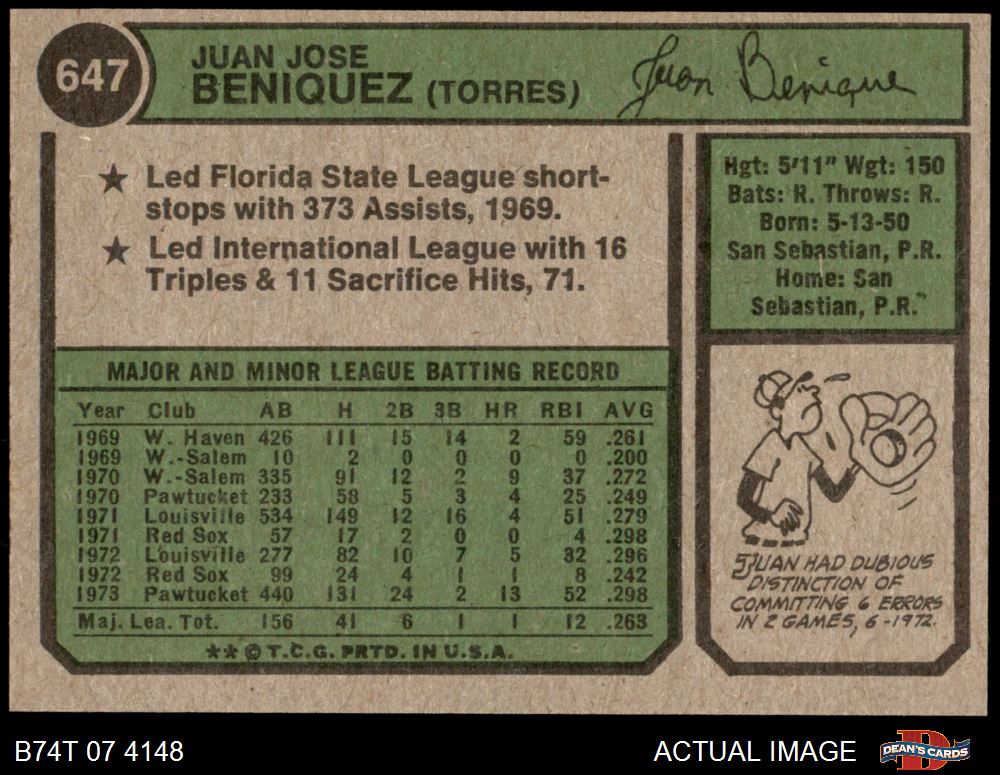 647
JUAN JOSE
BENIQUEZ (TORRES)
Juan Beniquez
★ Led Florida State League short-
stops with 373 Assists, 1969.
★ Led International League with 16
Triples & 11 Sacrifice Hits, 71.
Hgt: 5'11" Wgt: 150
Bats: R. Throws: R.
Born: 5-13-50
San Sebastian, P.R.
Home: San
Sebastian, P.R.
MAJOR AND MINOR LEAGUE BATTING RECORD
Year Club AB H 2B 3B HR RBI AVG
1969 W. Haven 426 111 15 14 2 59 .261
1969 W.-Salem 10 2 0 0 0 0 .200
1970 W.-Salem 335 91 12 2 9 37 .272
1970 Pawtucket 233 58 5 3 4 25 .249
1971 Louisville 534 149 12 16 4 51 .279
1971 Red Sox 57 17 2 0 0 4 .298
1972 Louisville 277 82 10 7 5 32 .296
1972 Red Sox 99 24 4 1 1 8 .242
1973 Pawtucket 440 131 24 2 13 52 .298
Maj. Lea. Tot. 156 41 6 1 1 12 .263
★★ © T.C.G. PRTD. IN U.S.A.
JUAN HAD DUBIOUS
DISTINCTION OF
COMMITTING 6 ERRORS
IN 2 GAMES, 6-1972.
B74T 07 4148
ACTUAL IMAGE
D
DEAN'S CARDS